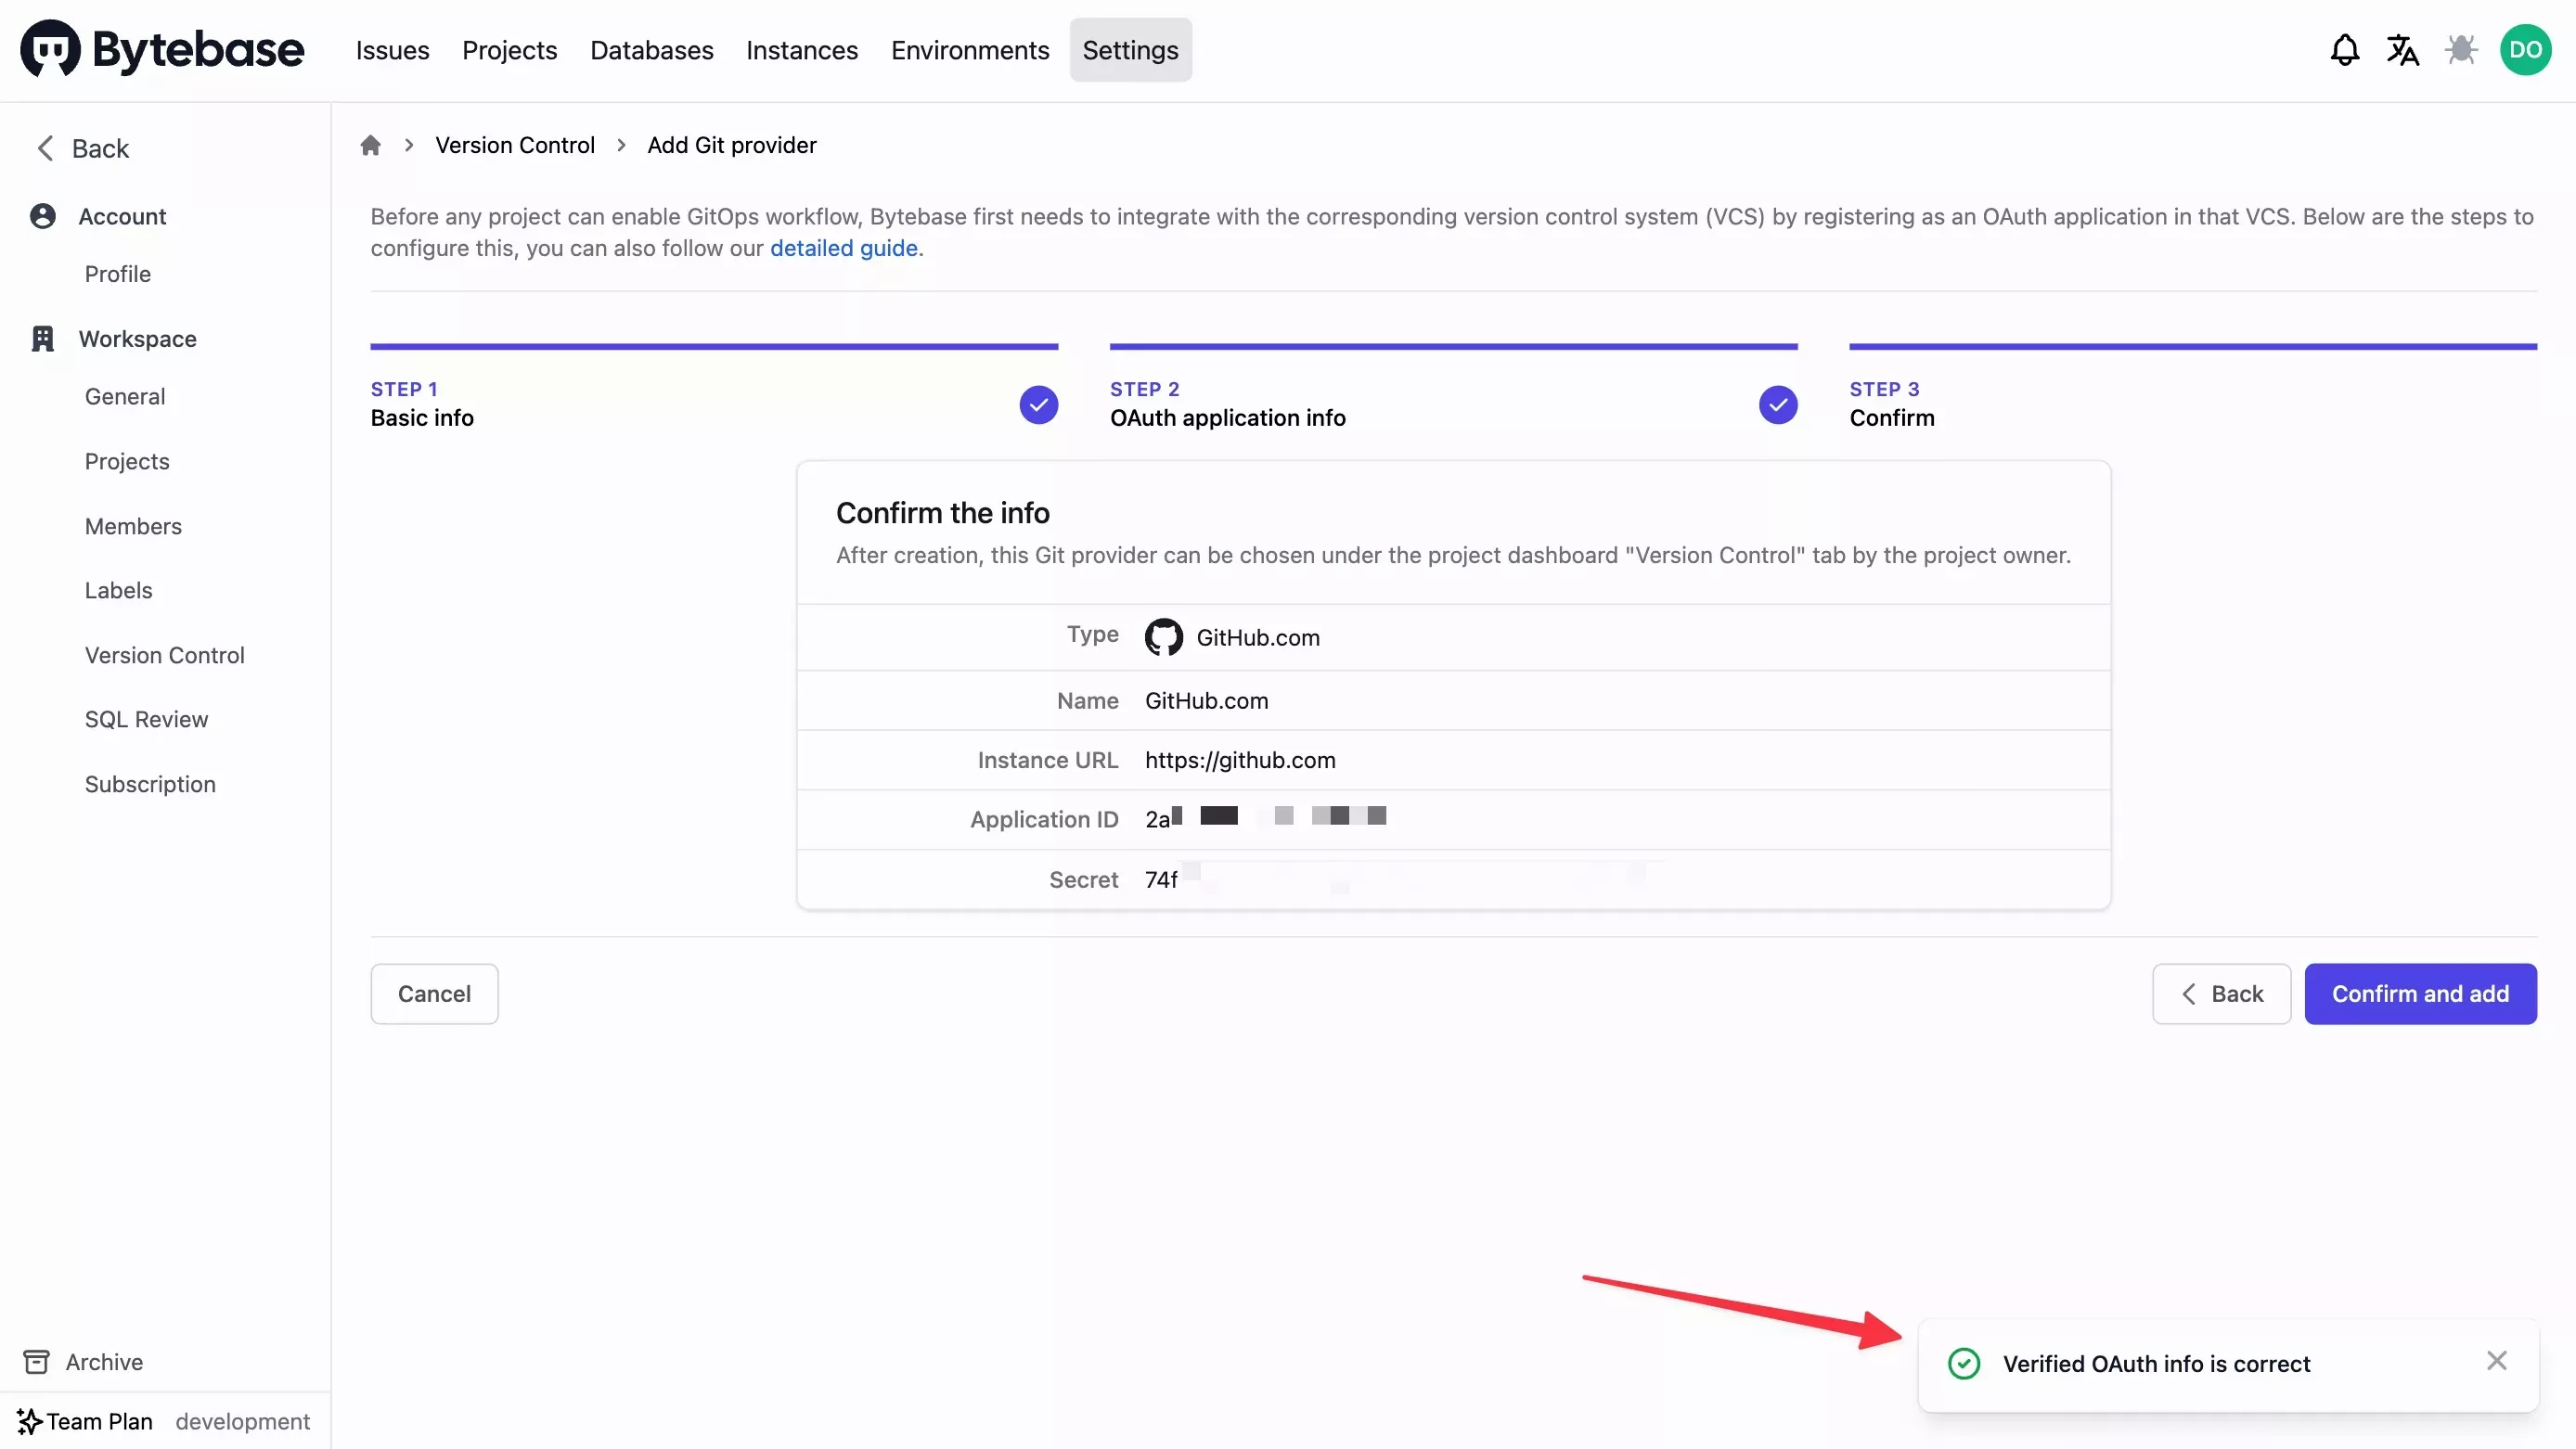 Bytebase
Issues
Projects
Databases
Instances
Environments
Settings
DO
Back
Account
Profile
Workspace
General
Projects
Members
Labels
Version Control
SQL Review
Subscription
Archive
Team Plan
development
Version Control
Add Git provider
Before any project can enable GitOps workflow, Bytebase first needs to integrate with the corresponding version control system (VCS) by registering as an OAuth application in that VCS. Below are the steps to
configure this, you can also follow our detailed guide.
STEP 1
Basic info
STEP 2
OAuth application info
STEP 3
Confirm
Confirm the info
After creation, this Git provider can be chosen under the project dashboard "Version Control" tab by the project owner.
Type GitHub.com
Name GitHub.com
Instance URL https://github.com
Application ID 2a
Secret 74f
Cancel
Back
Confirm and add
Verified OAuth info is correct